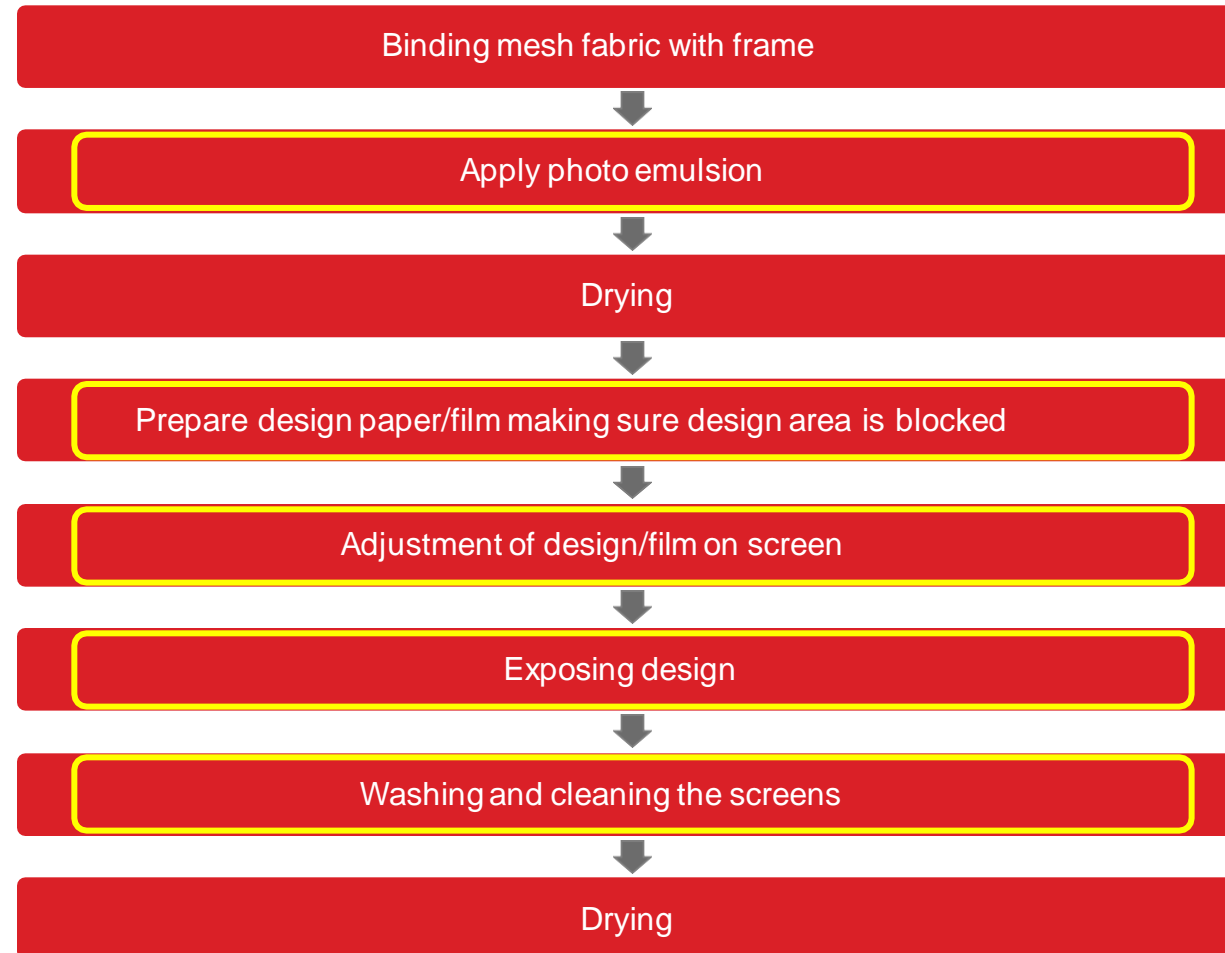 Binding mesh fabric with frame
Apply photo emulsion
Drying
Prepare design paper/film making sure design area is blocked
Adjustment of design/film on screen
Exposing design
Washing and cleaning the screens
Drying